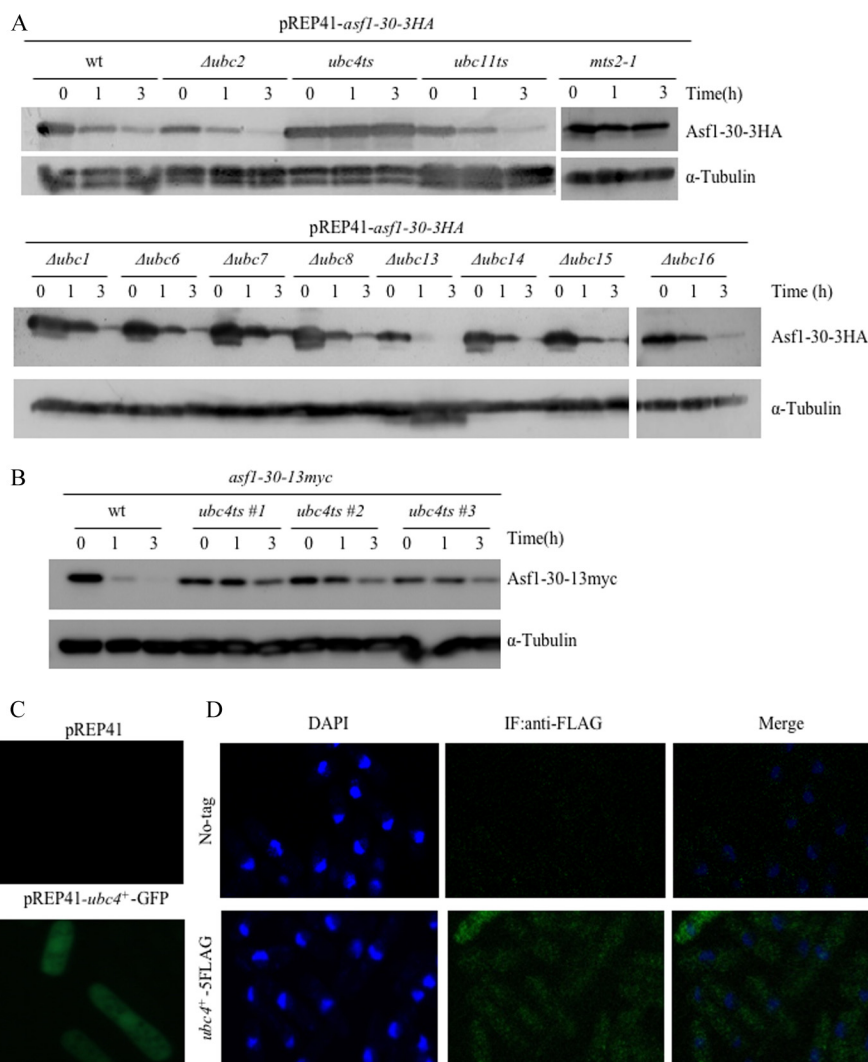 A
pREP41-asf1-30-3HA
wt Δubc2 ubc4ts ubc11ts mts2-1
0 1 3 0 1 3 0 1 3 0 1 3 0 1 3 Time(h)
Asf1-30-3HA
α-Tubulin
pREP41-asf1-30-3HA
Δubc1 Δubc6 Δubc7 Δubc8 Δubc13 Δubc14 Δubc15 Δubc16
0 1 3 0 1 3 0 1 3 0 1 3 0 1 3 0 1 3 0 1 3 0 1 3 Time (h)
Asf1-30-3HA
α-Tubulin
B
asf1-30-13myc
wt ubc4ts #1 ubc4ts #2 ubc4ts #3
0 1 3 0 1 3 0 1 3 0 1 3 Time(h)
Asf1-30-13myc
α-Tubulin
C
pREP41
pREP41-ubc4⁺-GFP
D
DAPI IF:anti-FLAG Merge
No-tag
ubc4⁺-5FLAG